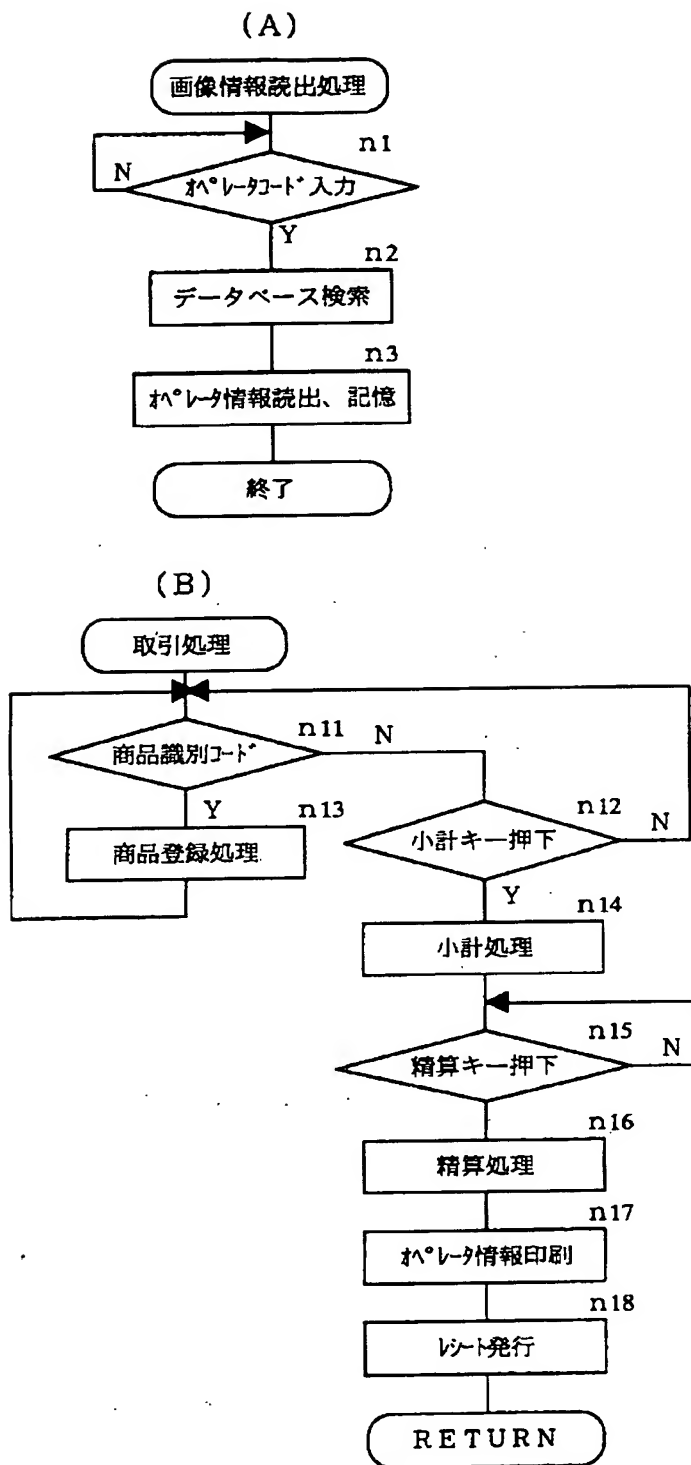 (A)
画像情報読出処理
n1
N
ｵﾍﾟﾚｰﾀｺｰﾄﾞ入力
Y
n2
データベース検索
n3
ｵﾍﾟﾚｰﾀ情報読出、記憶
終了
(B)
取引処理
n11
N
商品識別ｺｰﾄﾞ
Y
n13
商品登録処理
n12
N
小計キー押下
Y
n14
小計処理
n15
N
精算キー押下
n16
精算処理
n17
ｵﾍﾟﾚｰﾀ情報印刷
n18
ﾚｼｰﾄ発行
RETURN